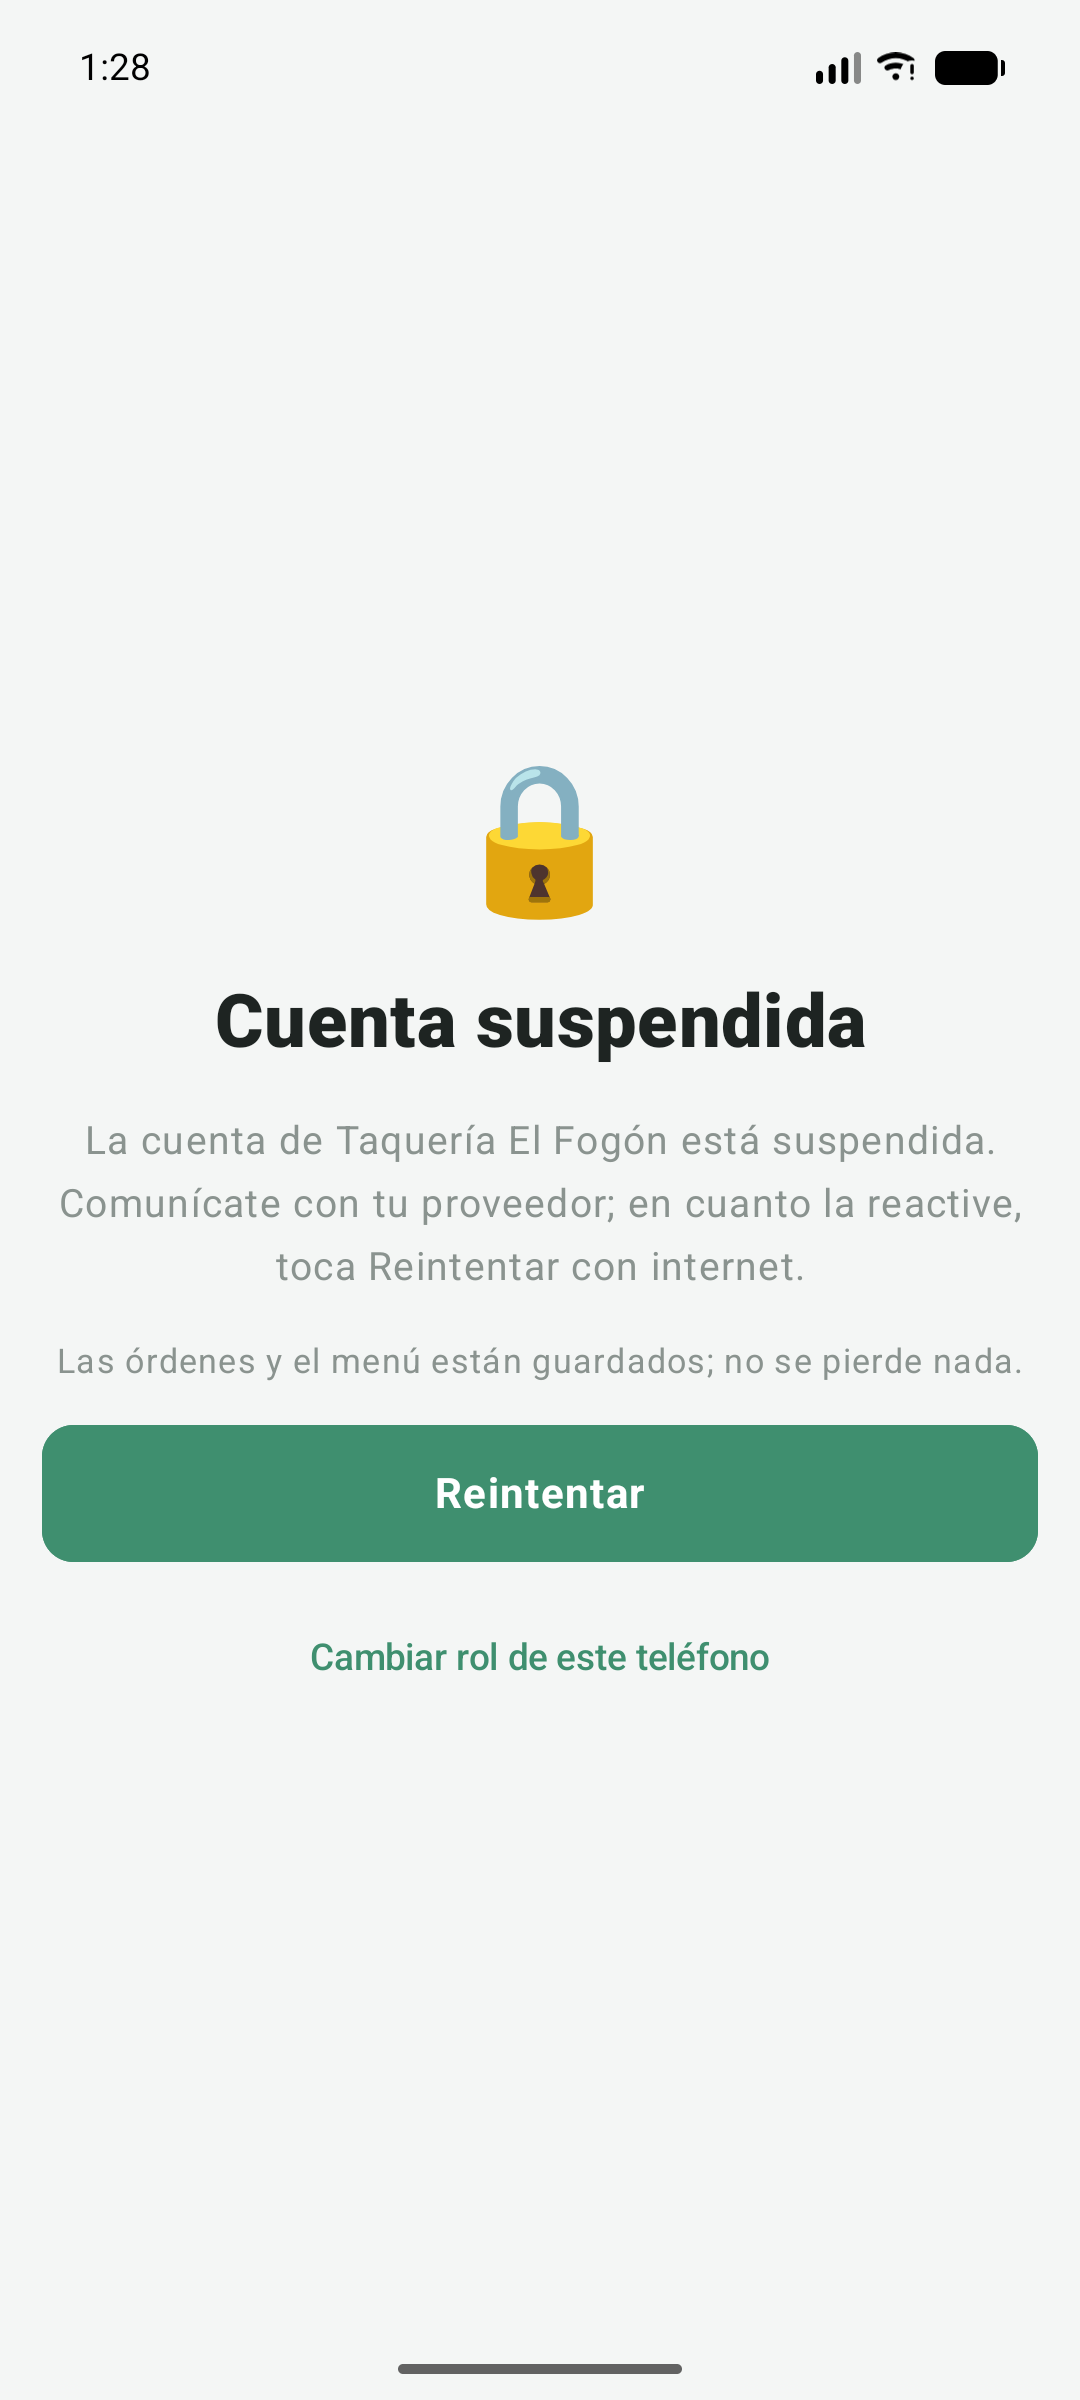 1:28
Cuenta suspendida
La cuenta de Taquería El Fogón está suspendida.
Comunícate con tu proveedor; en cuanto la reactive,
toca Reintentar con internet.
Las órdenes y el menú están guardados; no se pierde nada.
Reintentar
Cambiar rol de este teléfono